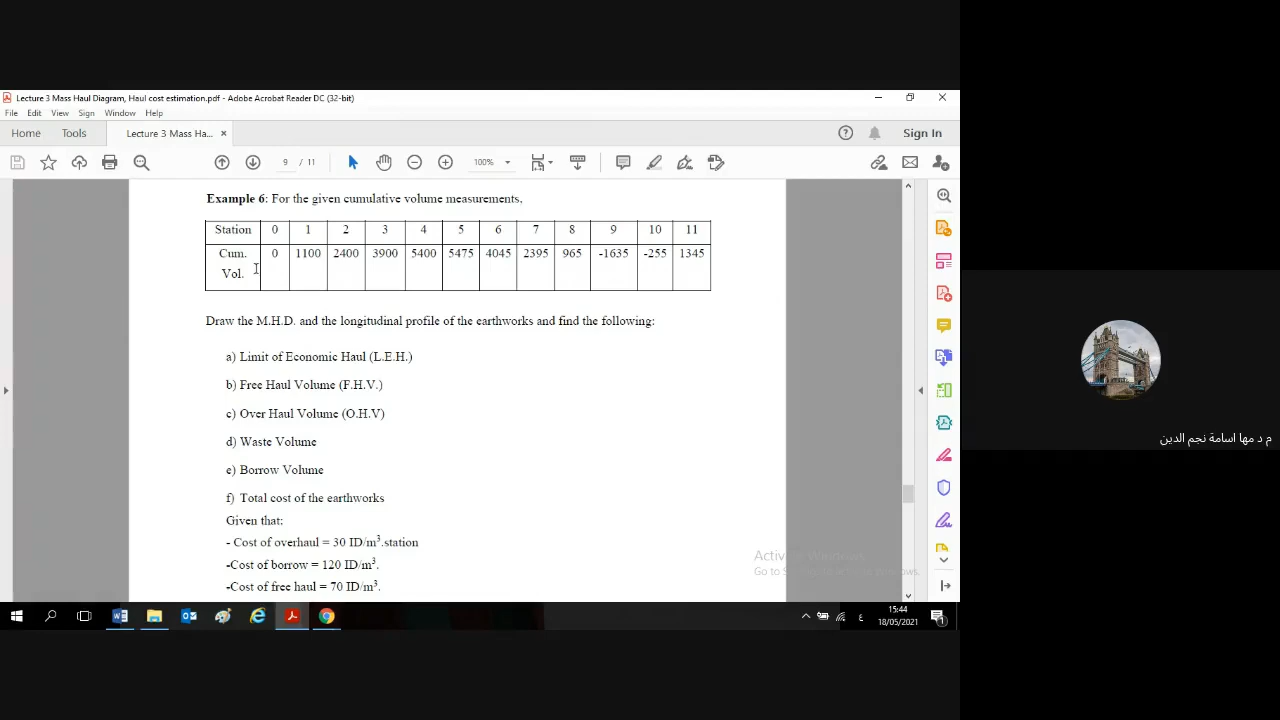 Lecture 3 Mass Haul Diagram, Haul cost estimation.pdf - Adobe Acrobat Reader DC (32-bit)
File Edit View Sign Window Help
Home Tools Lecture 3 Mass Ha... × Sign In
9 / 11 100%
Example 6: For the given cumulative volume measurements,
Station 0 1 2 3 4 5 6 7 8 9 10 11
Cum. 0 1100 2400 3900 5400 5475 4045 2395 965 -1635 -255 1345
Vol.
Draw the M.H.D. and the longitudinal profile of the earthworks and find the following:
a) Limit of Economic Haul (L.E.H.)
b) Free Haul Volume (F.H.V.)
c) Over Haul Volume (O.H.V)
d) Waste Volume
e) Borrow Volume
f) Total cost of the earthworks
Given that:
- Cost of overhaul = 30 ID/m³.station
-Cost of borrow = 120 ID/m³.
-Cost of free haul = 70 ID/m³.
م د مها اسامة نجم الدين
15:44
18/05/2021
ع